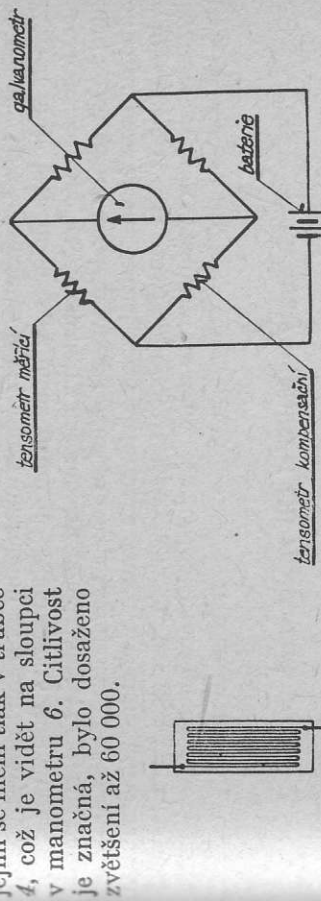 4, což je vidět na sloupci
v manometru 6. Citlivost
je značná, bylo dosaženo
zvětšení až 60 000.
tensometr měřící
galvanometr
tensometr kompensační
baterie